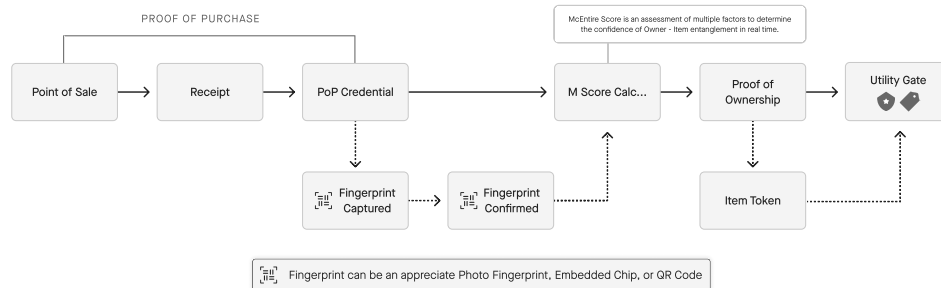 PROOF OF PURCHASE
McEntire Score is an assessment of multiple factors to determine
the confidence of Owner - Item entanglement in real time.
Point of Sale
Receipt
PoP Credential
M Score Calc...
Proof of
Ownership
Utility Gate
Fingerprint
Captured
Fingerprint
Confirmed
Item Token
Fingerprint can be an appreciate Photo Fingerprint, Embedded Chip, or QR Code